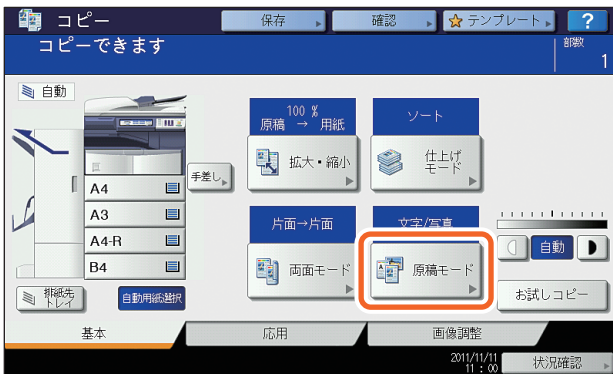 コピー
保存
確認
テンプレート
?
コピーできます
部数
1
自動
100 %
原稿 → 用紙
ソート
拡大・縮小
仕上げ
モード
手差し
A4
A3
A4-R
B4
片面→片面
文字/写真
両面モード
原稿モード
自動
排紙先
トレイ
自動用紙選択
お試しコピー
基本
応用
画像調整
2011/11/11
11:00
状況確認